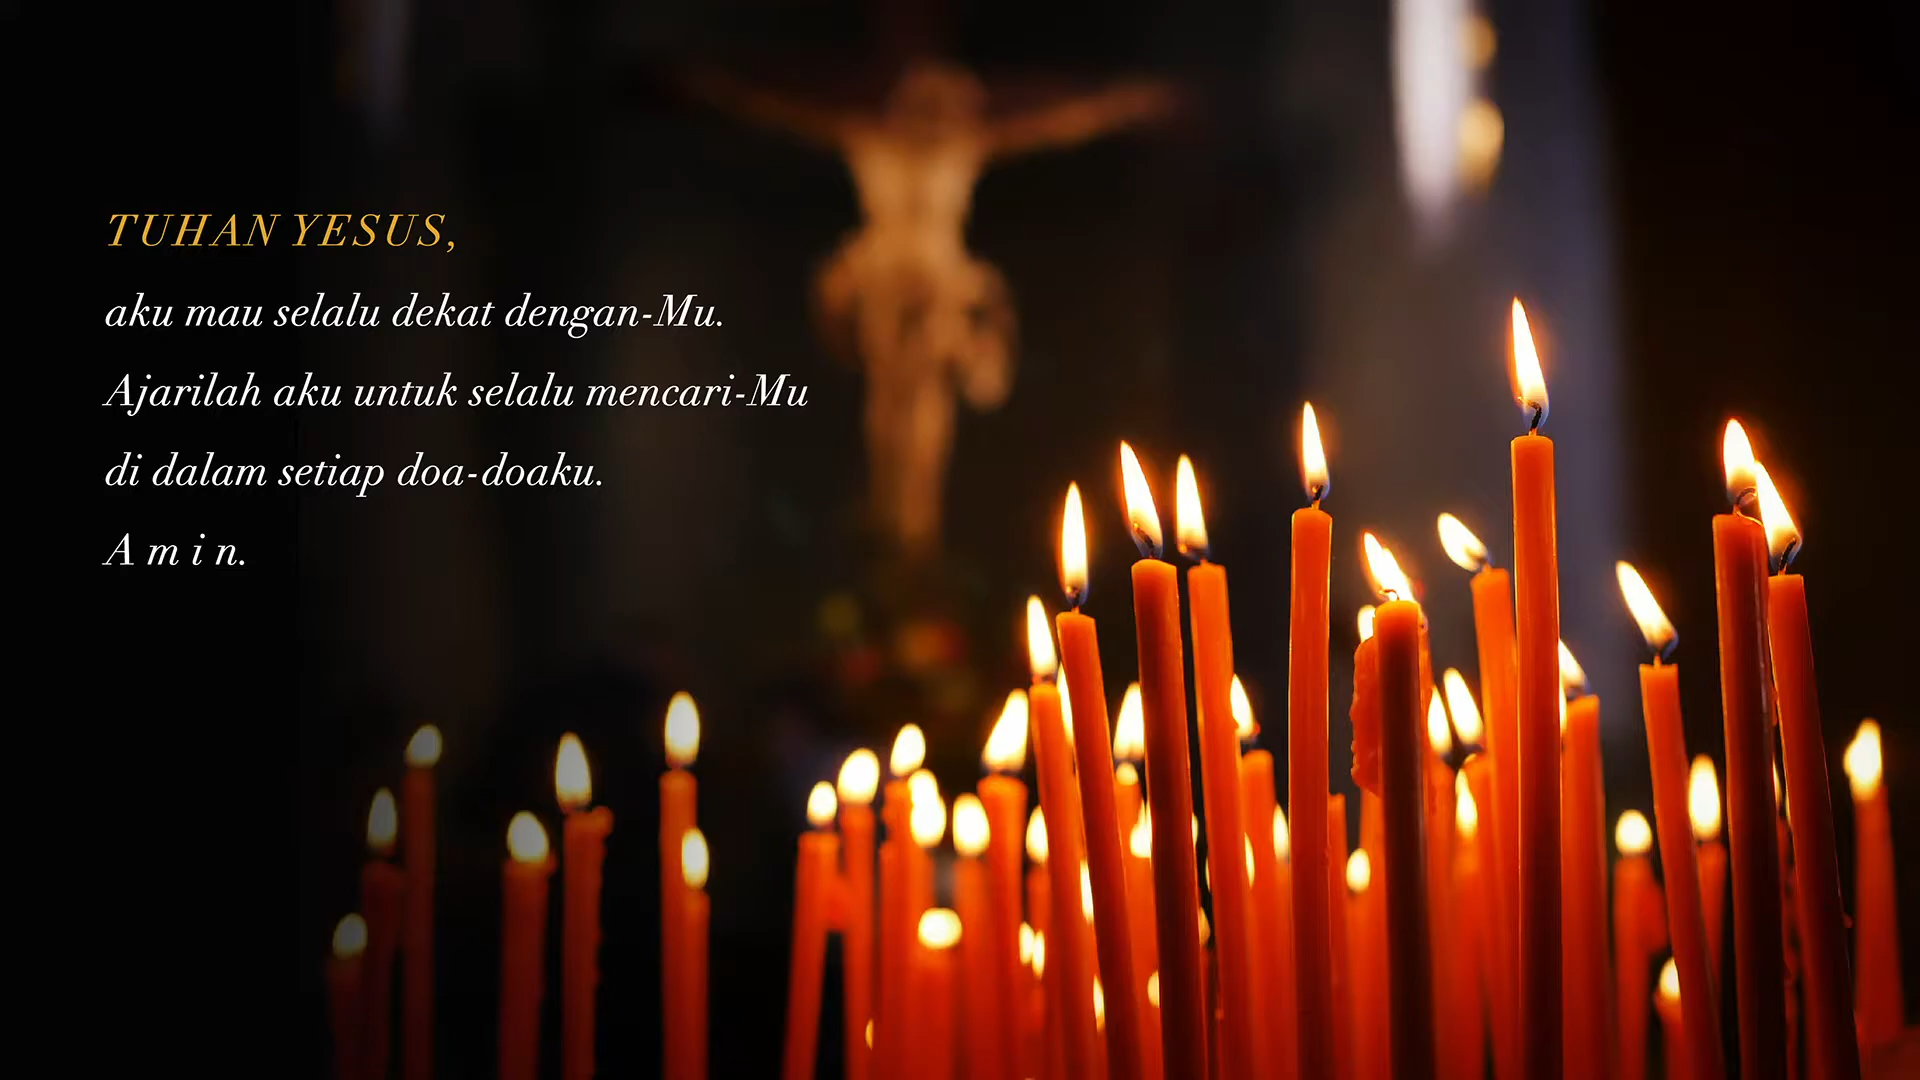 TUHAN YESUS,
aku mau selalu dekat dengan-Mu.
Ajarilah aku untuk selalu mencari-Mu
di dalam setiap doa-doaku.
A m i n.